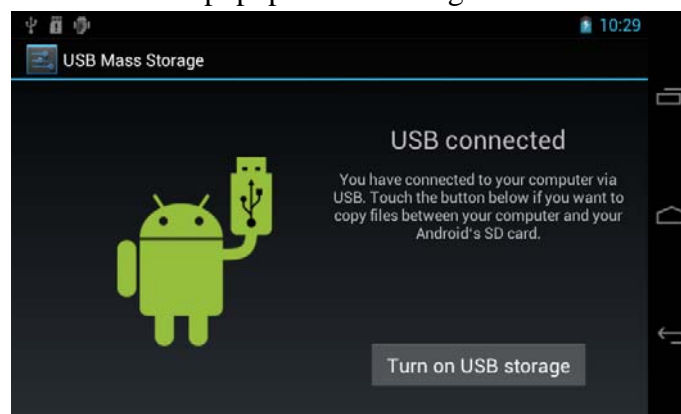 10:29
USB Mass Storage
USB connected
You have connected to your computer via
USB. Touch the button below if you want to
copy files between your computer and your
Android's SD card.
Turn on USB storage